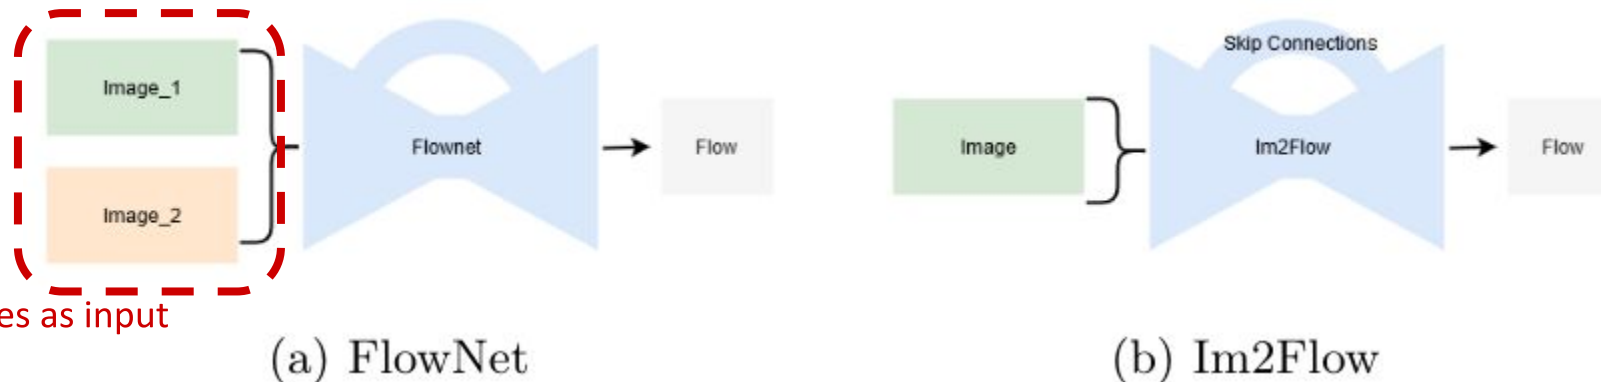 Image_1
Image_2
Flownet
Flow
es as input
(a) FlowNet
Skip Connections
Image
Im2Flow
Flow
(b) Im2Flow